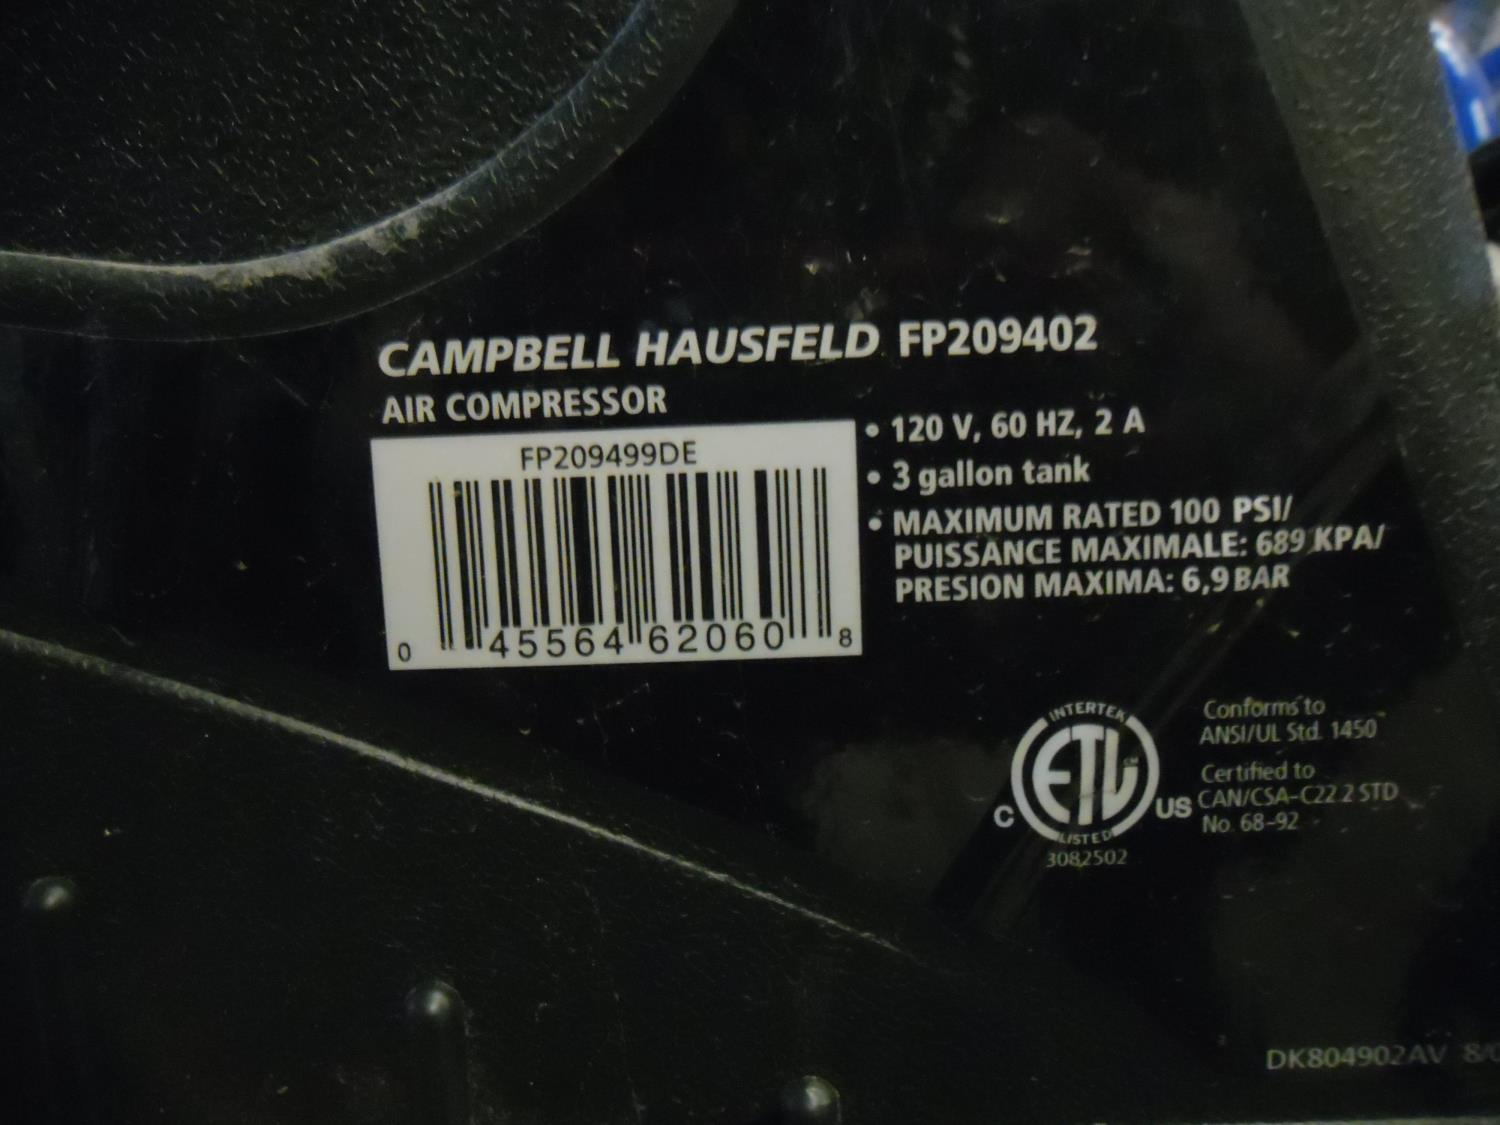 CAMPBELL HAUSFELD FP209402
AIR COMPRESSOR
FP209499DE
0 45564 62060 8
• 120 V, 60 HZ, 2 A
• 3 gallon tank
• MAXIMUM RATED 100 PSI/
PUISSANCE MAXIMALE: 689 KPA/
PRESION MAXIMA: 6,9 BAR
INTERTEK
C ETL US
LISTED
3082502
Conforms to
ANSI/UL Std. 1450
Certified to
CAN/CSA-C22.2 STD
No. 68-92
DK804902AV